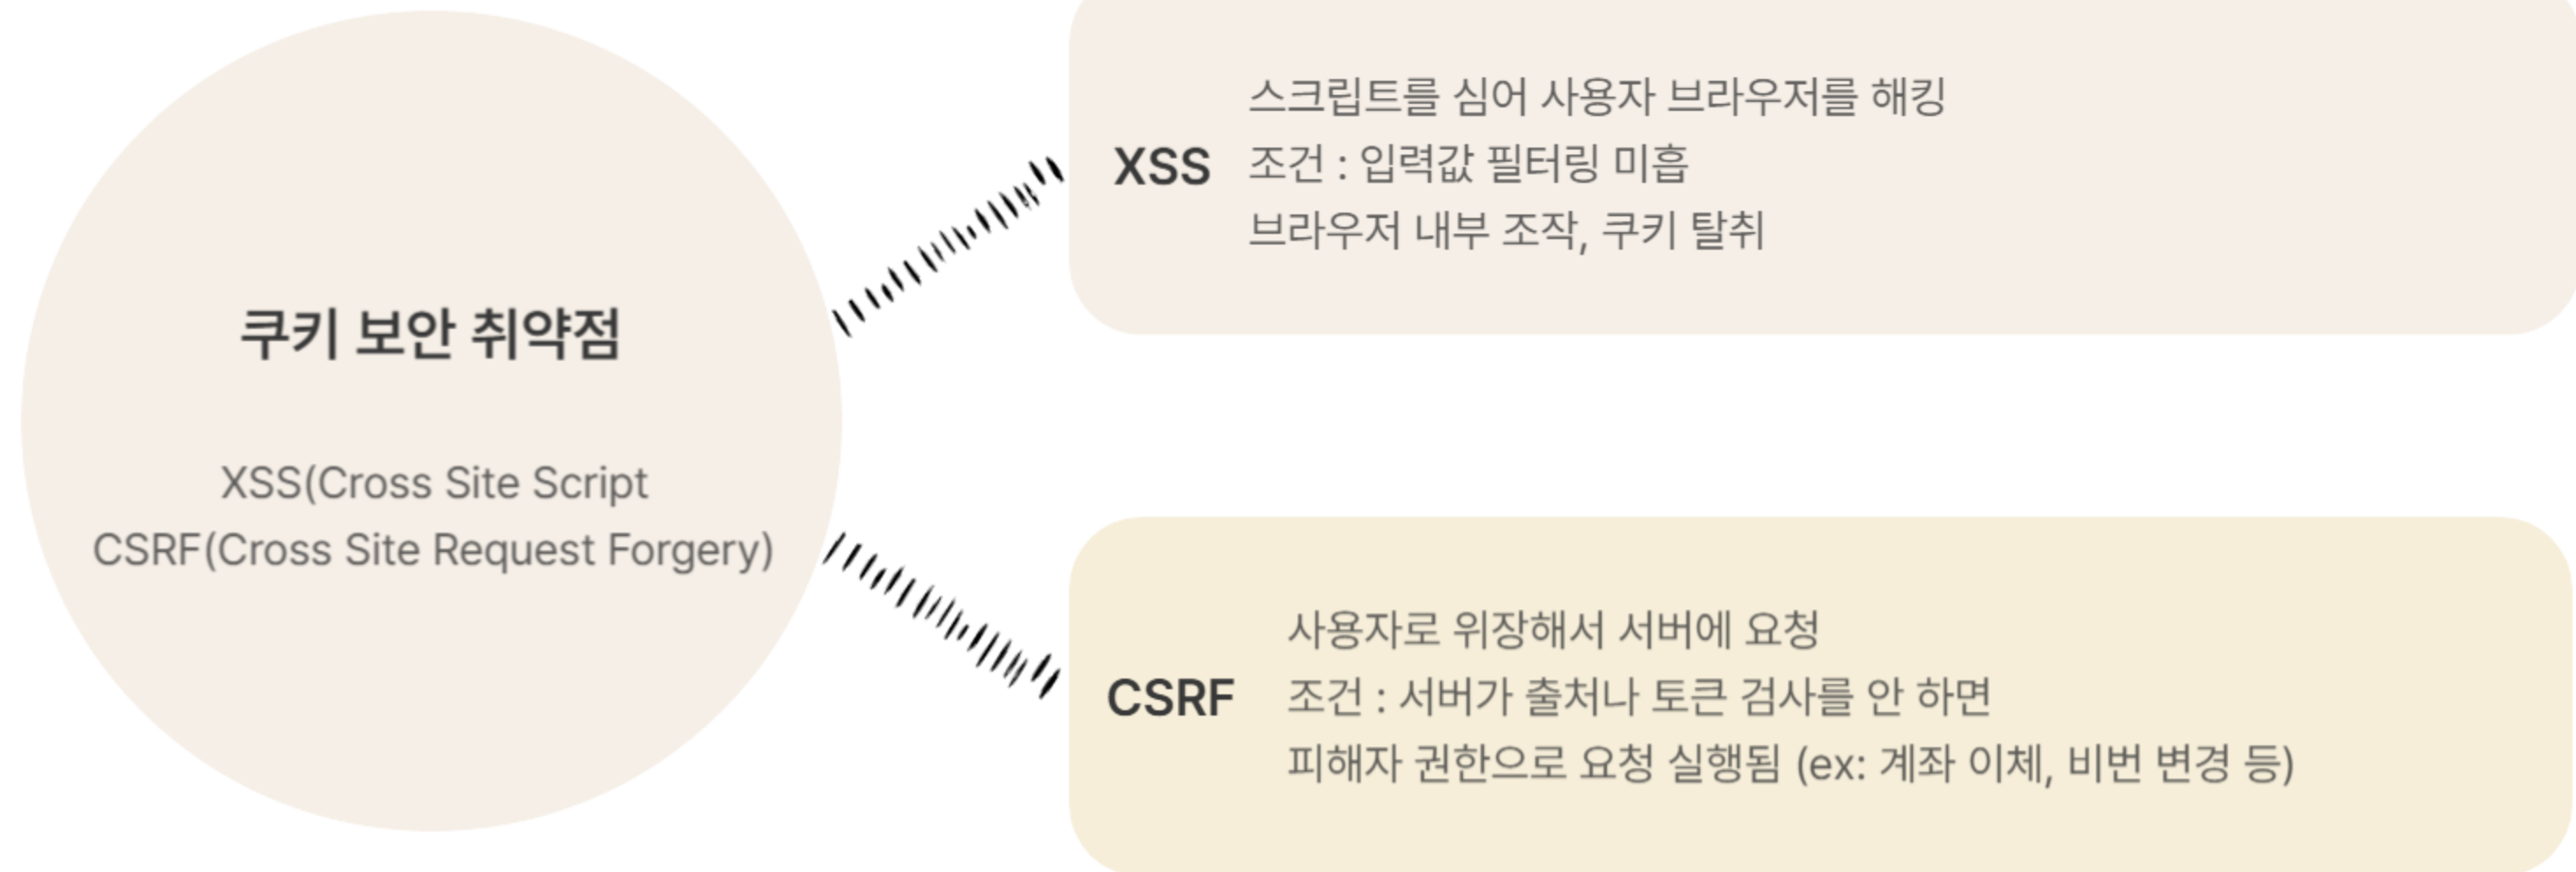 쿠키 보안 취약점
XSS(Cross Site Script
CSRF(Cross Site Request Forgery)
XSS
스크립트를 심어 사용자 브라우저를 해킹
조건 : 입력값 필터링 미흡
브라우저 내부 조작, 쿠키 탈취
CSRF
사용자로 위장해서 서버에 요청
조건 : 서버가 출처나 토큰 검사를 안 하면
피해자 권한으로 요청 실행됨 (ex: 계좌 이체, 비번 변경 등)